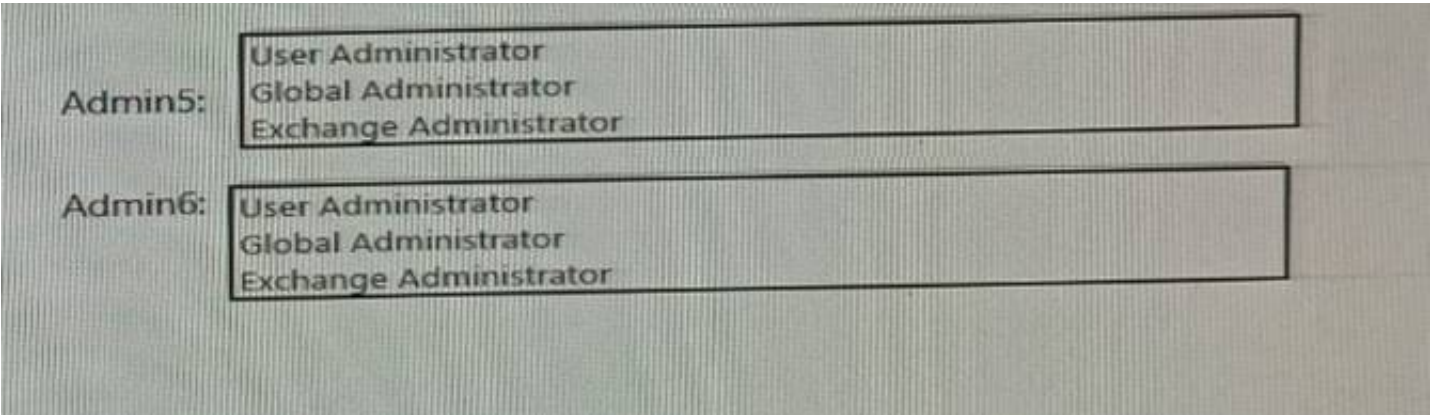 Admin5:
User Administrator
Global Administrator
Exchange Administrator
Admin6:
User Administrator
Global Administrator
Exchange Administrator